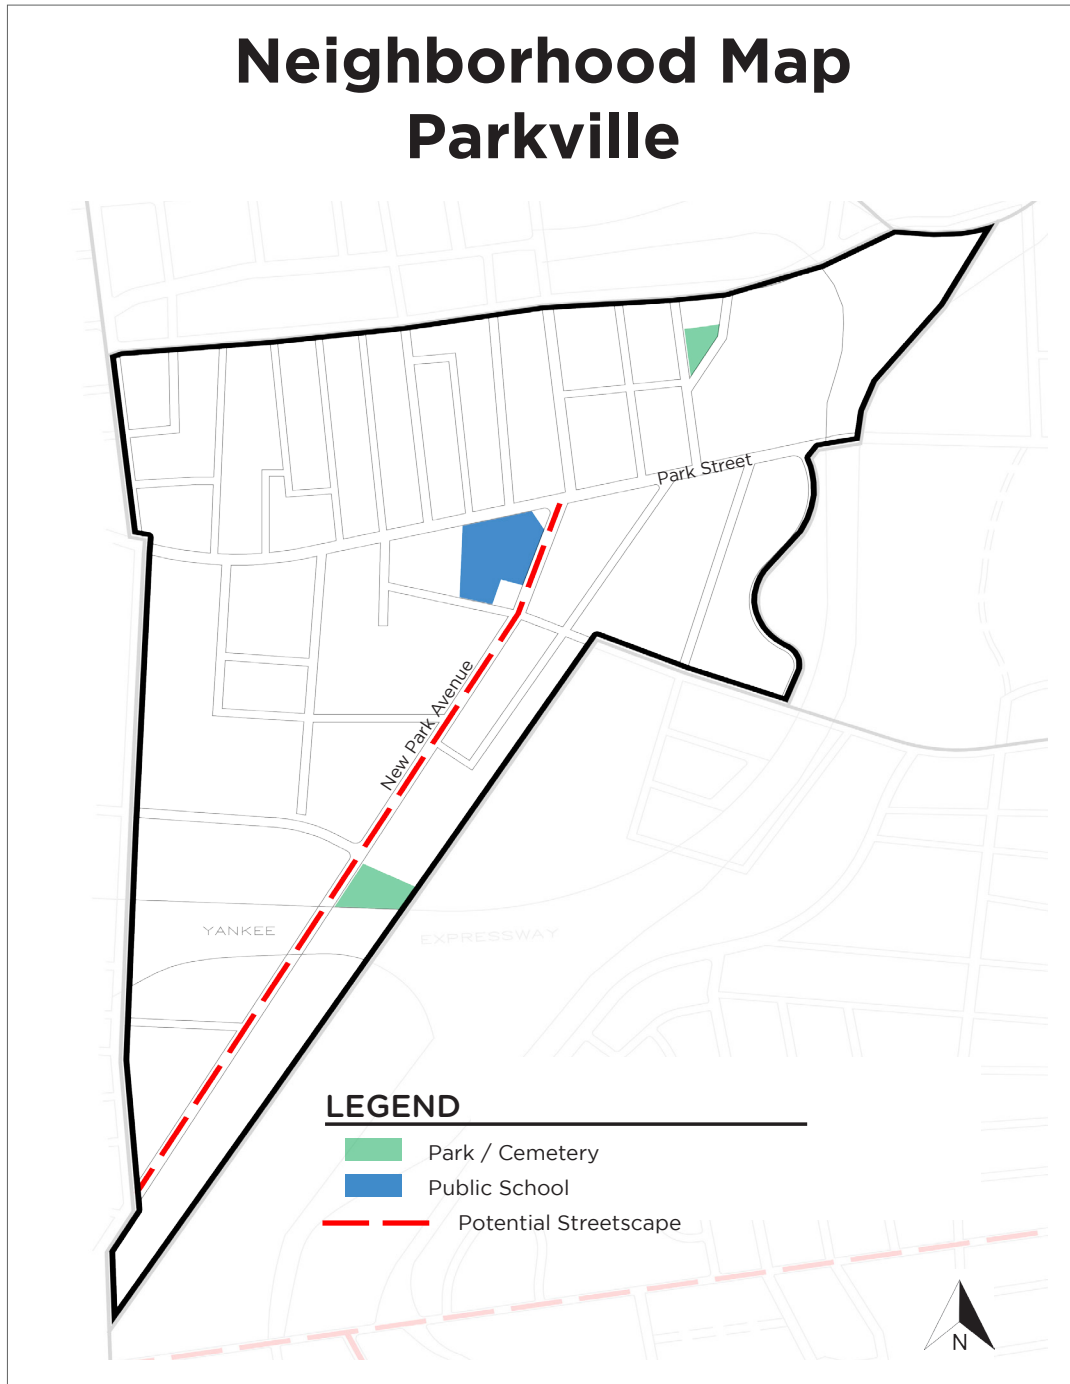 Neighborhood Map
Parkville
Park Street
New Park Avenue
YANKEE
EXPRESSWAY
LEGEND
Park / Cemetery
Public School
Potential Streetscape
N